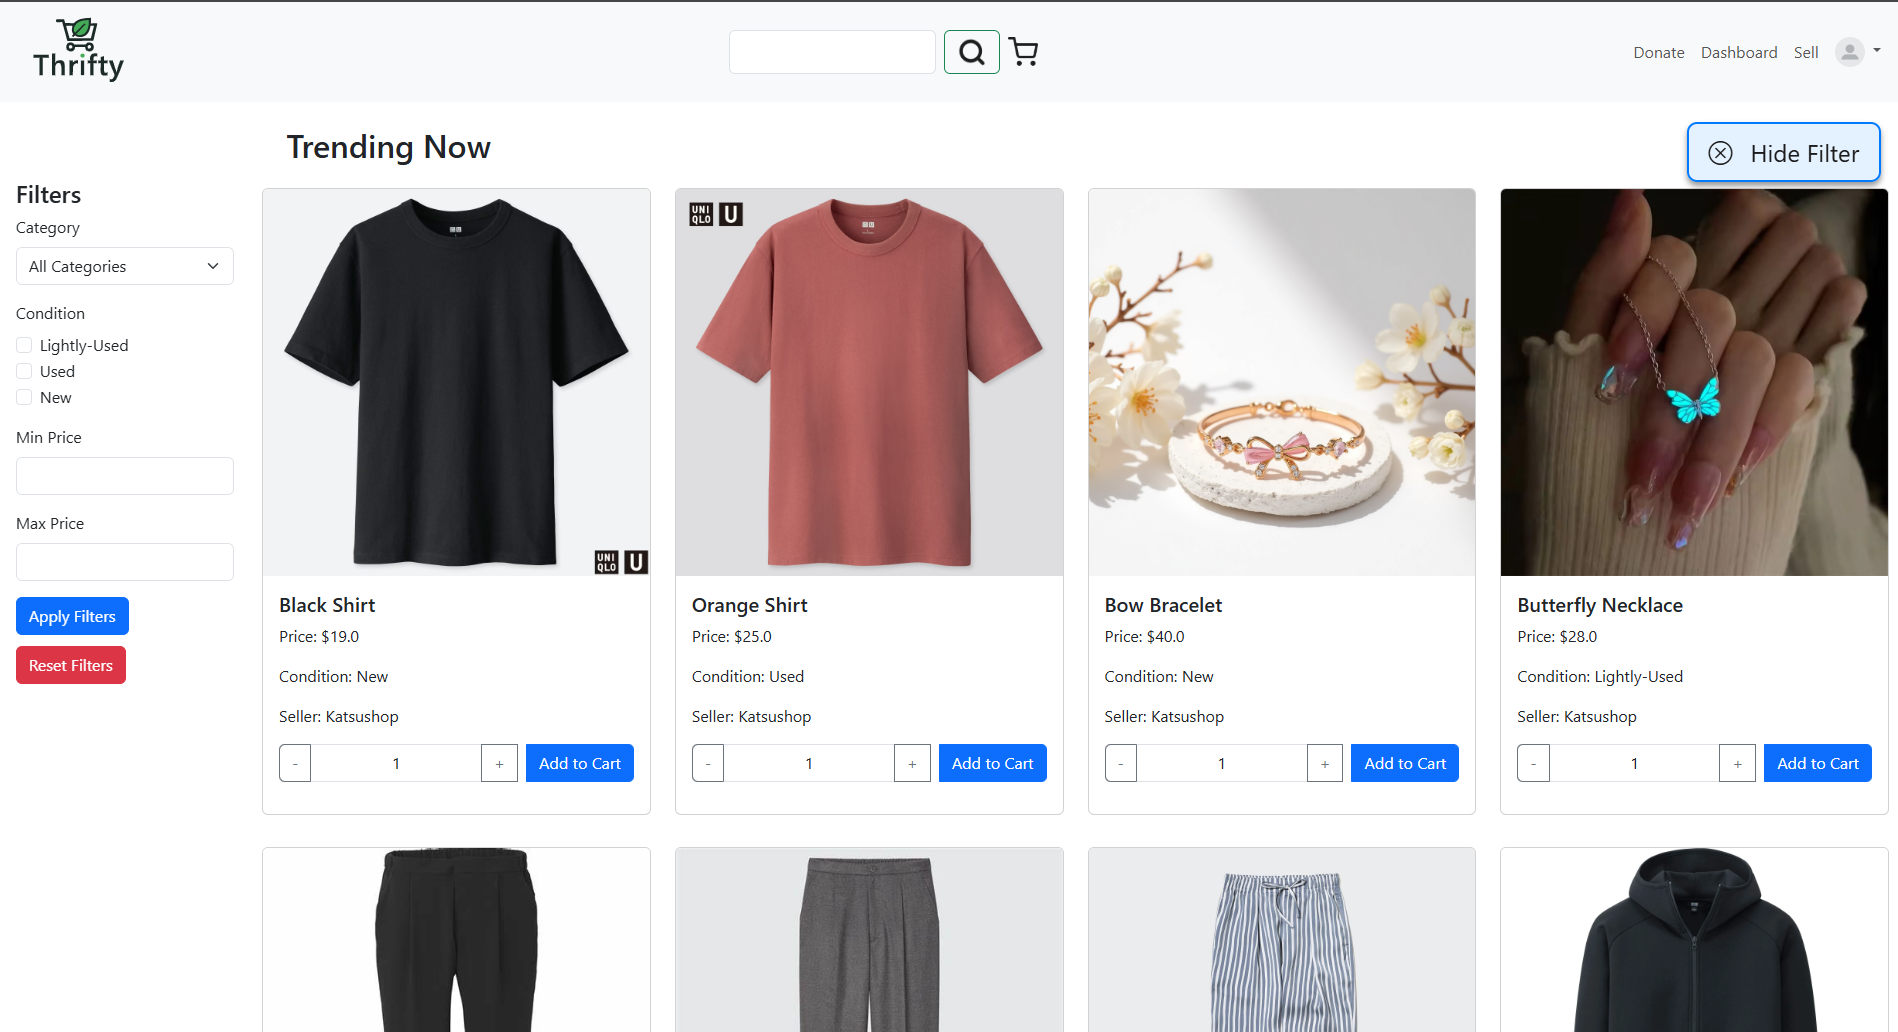 Thrifty
Donate
Dashboard
Sell
Trending Now
Hide Filter
Filters
Category
All Categories
Condition
Lightly-Used
Used
New
Min Price
Max Price
Apply Filters
Reset Filters
UNI
QLO U
Black Shirt
Price: $19.0
Condition: New
Seller: Katsushop
- 1 + Add to Cart
UNI
QLO U
Orange Shirt
Price: $25.0
Condition: Used
Seller: Katsushop
- 1 + Add to Cart
Bow Bracelet
Price: $40.0
Condition: New
Seller: Katsushop
- 1 + Add to Cart
Butterfly Necklace
Price: $28.0
Condition: Lightly-Used
Seller: Katsushop
- 1 + Add to Cart